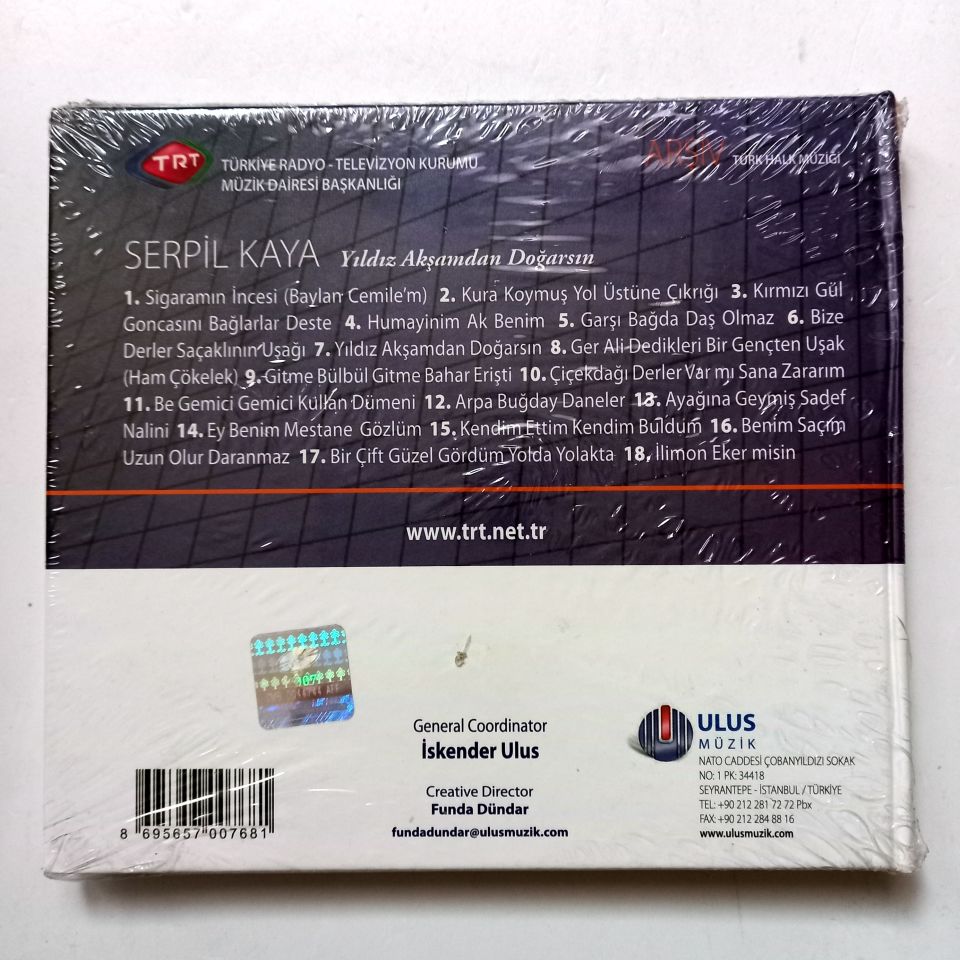 TRT
TÜRKİYE RADYO - TELEVİZYON KURUMU
MÜZİK DAİRESİ BAŞKANLIĞI
ARŞİV TÜRK HALK MÜZİĞİ
SERPİL KAYA Yıldız Akşamdan Doğarsın
1. Sigaramın İncesi (Baylan Cemile'm) 2. Kura Koymuş Yol Üstüne Çıkrığı 3. Kırmızı Gül
Goncasını Bağlarlar Deste 4. Humayinim Ak Benim 5. Garşı Bağda Daş Olmaz 6. Bize
Derler Saçaklının Uşağı 7. Yıldız Akşamdan Doğarsın 8. Ger Ali Dedikleri Bir Gençten Uşak
(Ham Çökelek) 9. Gitme Bülbül Gitme Bahar Erişti 10. Çiçekdağı Derler Var mı Sana Zararım
11. Be Gemici Gemici Kullan Dümeni 12. Arpa Buğday Daneler 13. Ayağına Geymiş Sadef
Nalini 14. Ey Benim Mestane Gözlüm 15. Kendim Ettim Kendim Buldum 16. Benim Saçım
Uzun Olur Daranmaz 17. Bir Çift Güzel Gördüm Yolda Yolakta 18. İlimon Eker misin
www.trt.net.tr
General Coordinator
İskender Ulus
Creative Director
Funda Dündar
fundadundar@ulusmuzik.com
ULUS
MÜZİK
NATO CADDESİ ÇOBANYILDIZI SOKAK
NO: 1 PK: 34418
SEYRANTEPE - İSTANBUL / TÜRKİYE
TEL: +90 212 281 72 72 Pbx
FAX: +90 212 284 88 16
www.ulusmuzik.com
8 695657 007681